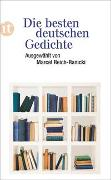 it
Die besten
deutschen
Gedichte
Ausgewählt von
Marcel Reich-Ranicki